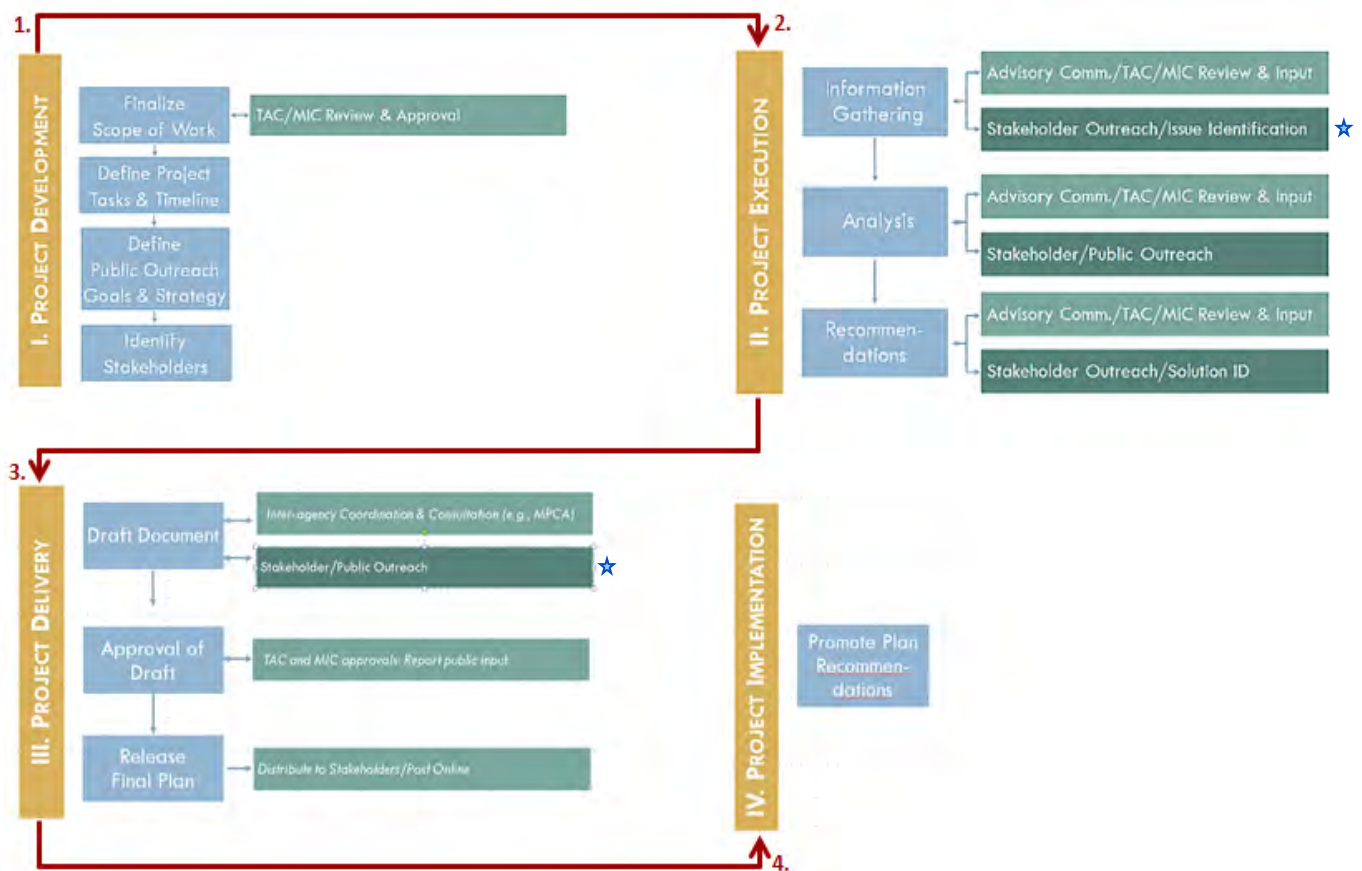 1.
I. PROJECT DEVELOPMENT
Finalize
Scope of Work
TAC/MIC Review & Approval
Define Project
Tasks & Timeline
Define
Public Outreach
Goals & Strategy
Identify
Stakeholders
2.
II. PROJECT EXECUTION
Information
Gathering
Advisory Comm./TAC/MIC Review & Input
Stakeholder Outreach/Issue Identification
Analysis
Advisory Comm./TAC/MIC Review & Input
Stakeholder/Public Outreach
Recommen-
dations
Advisory Comm./TAC/MIC Review & Input
Stakeholder Outreach/Solution ID
3.
III. PROJECT DELIVERY
Draft Document
Inter-agency Coordination & Consultation (e.g., MPCA)
Stakeholder/Public Outreach
Approval of
Draft
TAC and MIC approvals: Report public input
Release
Final Plan
Distribute to Stakeholders/Post Online
4.
IV. PROJECT IMPLEMENTATION
Promote Plan
Recommen-
dations